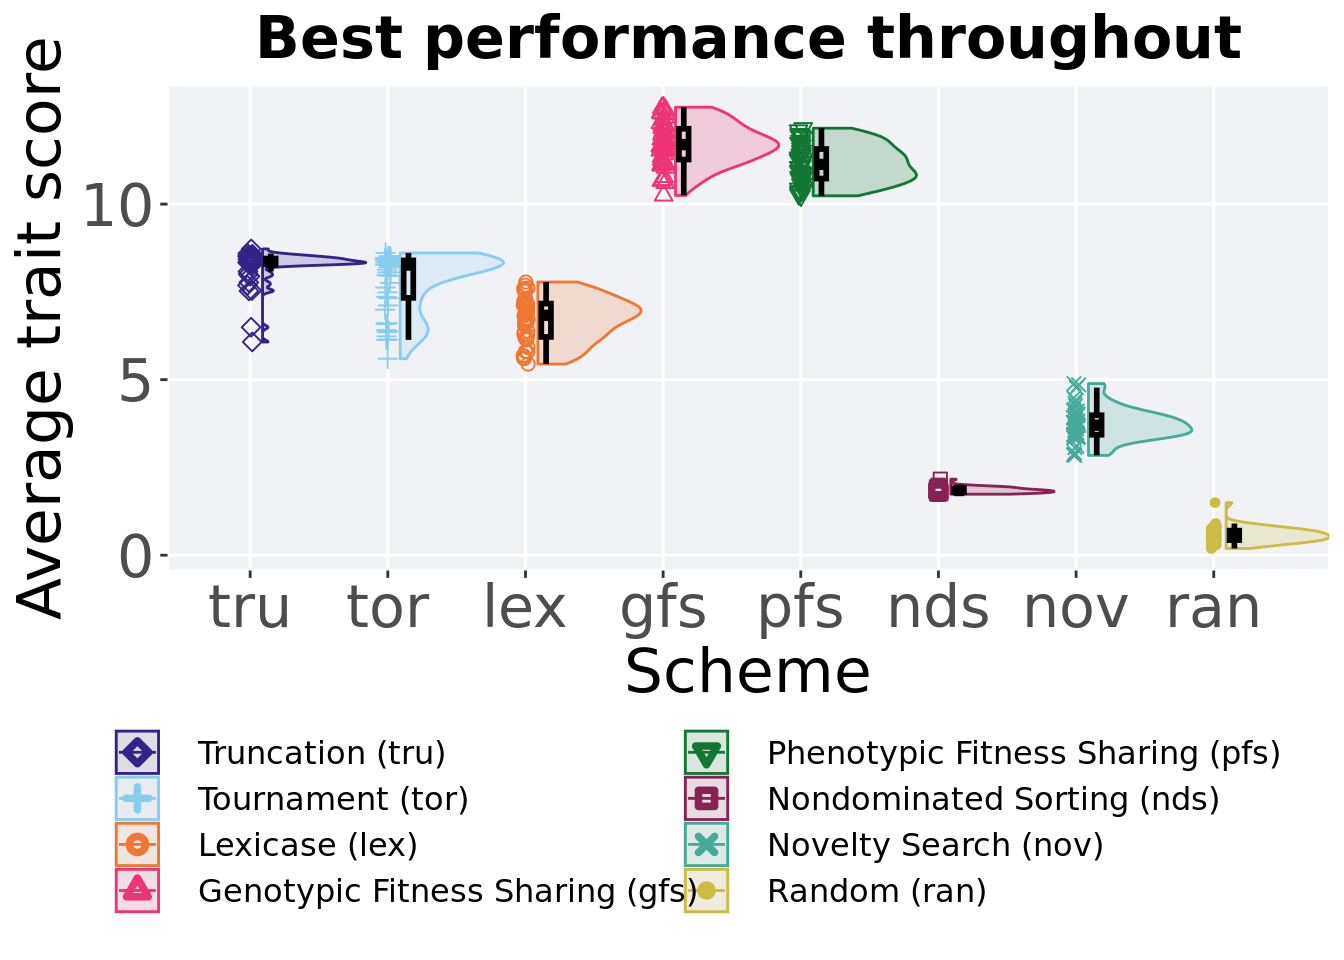 Best performance throughout
Average trait score
10
5
0
tru tor lex gfs pfs nds nov ran
Scheme
Truncation (tru)
Tournament (tor)
Lexicase (lex)
Genotypic Fitness Sharing (gfs)
Phenotypic Fitness Sharing (pfs)
Nondominated Sorting (nds)
Novelty Search (nov)
Random (ran)